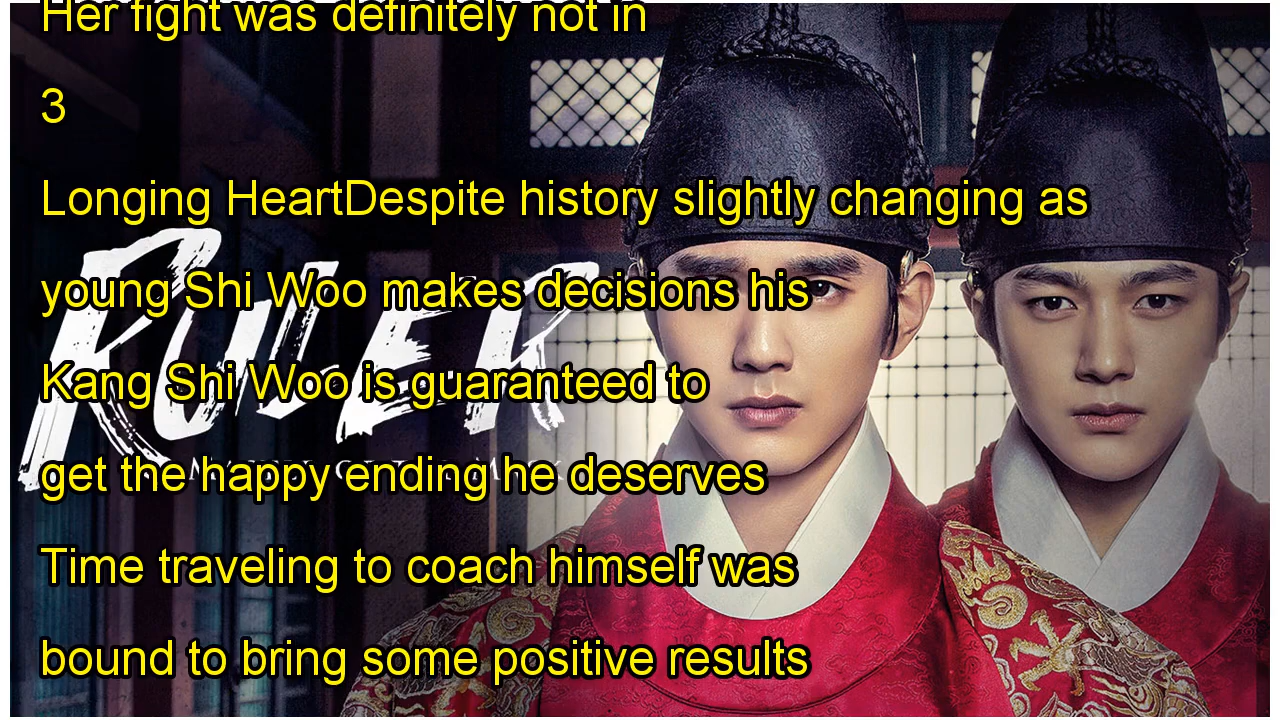 Her fight was definitely not in
3
Longing HeartDespite history slightly changing as
young Shi Woo makes decisions his
RULER
Kang Shi Woo is guaranteed to
get the happy ending he deserves
Time traveling to coach himself was
bound to bring some positive results